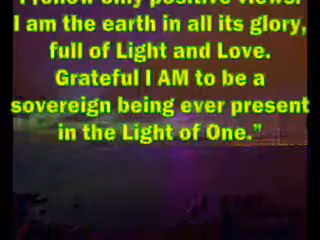 I follow only positive views.
I am the earth in all its glory,
full of Light and Love.
Grateful I AM to be a
sovereign being ever present
in the Light of One."